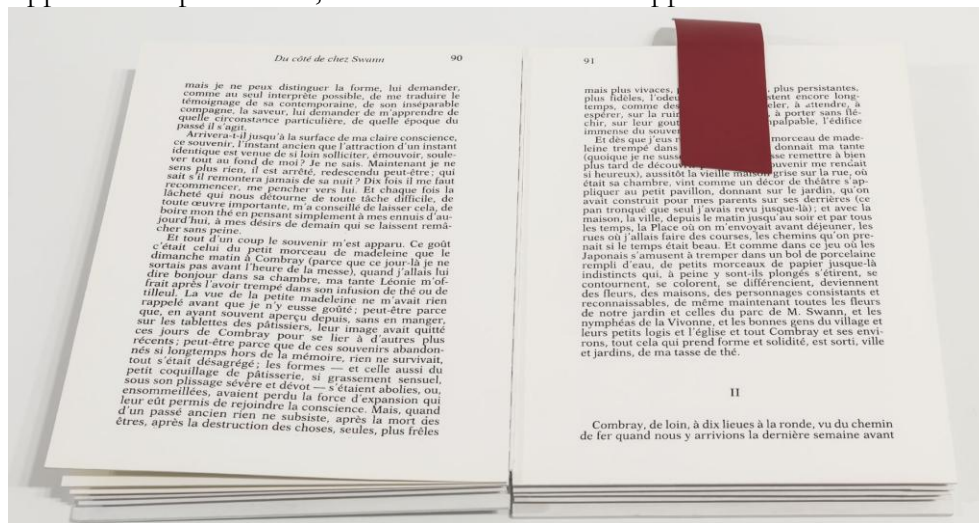 Du côté de chez Swann 90
mais je ne peux distinguer la forme, lui demander,
comme au seul interprète possible, de me traduire le
témoignage de sa contemporaine, de son inséparable
compagne, la saveur, lui demander de m'apprendre de
quelle circonstance particulière, de quelle époque du
passé il s'agit.
Arrivera-t-il jusqu'à la surface de ma claire conscience,
ce souvenir, l'instant ancien que l'attraction d'un instant
identique est venue de si loin solliciter, émouvoir, soule-
ver tout au fond de moi ? Je ne sais. Maintenant je ne
sens plus rien, il est arrêté, redescendu peut-être ; qui
sait s'il remontera jamais de sa nuit ? Dix fois il me faut
recommencer, me pencher vers lui. Et chaque fois la
lâcheté qui nous détourne de toute tâche difficile, de
toute œuvre importante, m'a conseillé de laisser cela, de
boire mon thé en pensant simplement à mes ennuis d'au-
jourd'hui, à mes désirs de demain qui se laissent remâ-
cher sans peine.
Et tout d'un coup le souvenir m'est apparu. Ce goût
c'était celui du petit morceau de madeleine que le
dimanche matin à Combray (parce que ce jour-là je ne
sortais pas avant l'heure de la messe), quand j'allais lui
dire bonjour dans sa chambre, ma tante Léonie m'of-
frait après l'avoir trempé dans son infusion de thé ou de
tilleul. La vue de la petite madeleine ne m'avait rien
rappelé avant que je n'y eusse goûté ; peut-être parce
que, en ayant souvent aperçu depuis, sans en manger,
sur les tablettes des pâtissiers, leur image avait quitté
ces jours de Combray pour se lier à d'autres plus
récents ; peut-être parce que de ces souvenirs abandon-
nés si longtemps hors de la mémoire, rien ne survivait,
tout s'était désagrégé ; les formes — et celle aussi du
petit coquillage de pâtisserie, si grassement sensuel,
sous son plissage sévère et dévot — s'étaient abolies, ou,
ensommeillées, avaient perdu la force d'expansion qui
leur eût permis de rejoindre la conscience. Mais, quand
d'un passé ancien rien ne subsiste, après la mort des
êtres, après la destruction des choses, seules, plus frêles
91
mais plus vivaces, plus persistantes,
plus fidèles, encore long-
temps, comme des à attendre, à
espérer, sur la à porter sans flé-
chir, sur leur l'édifice
immense du
Et dès que j'eus morceau de made-
leine trempé dans donnait ma tante
(quoique je ne remettre à bien
plus tard de me rendait
si heureux), aussitôt la vieille maison grise sur la rue, où
était sa chambre, vint comme un décor de théâtre s'ap-
pliquer au petit pavillon, donnant sur le jardin, qu'on
avait construit pour mes parents sur ses derrières (ce
pan tronqué que seul j'avais revu jusque-là) ; et avec la
maison, la ville, depuis le matin jusqu'au soir et par tous
les temps, la Place où on m'envoyait avant déjeuner, les
rues où j'allais faire des courses, les chemins qu'on pre-
nait si le temps était beau. Et comme dans ce jeu où les
Japonais s'amusent à tremper dans un bol de porcelaine
rempli d'eau, de petits morceaux de papier jusque-là
indistincts qui, à peine y sont-ils plongés s'étirent, se
contournent, se colorent, se différencient, deviennent
des fleurs, des maisons, des personnages consistants et
reconnaissables, de même maintenant toutes les fleurs
de notre jardin et celles du parc de M. Swann, et les
nymphéas de la Vivonne, et les bonnes gens du village et
leurs petits logis et l'église et tout Combray et ses envi-
rons, tout cela qui prend forme et solidité, est sorti, ville
et jardins, de ma tasse de thé.
II
Combray, de loin, à dix lieues à la ronde, vu du chemin
de fer quand nous y arrivions la dernière semaine avant